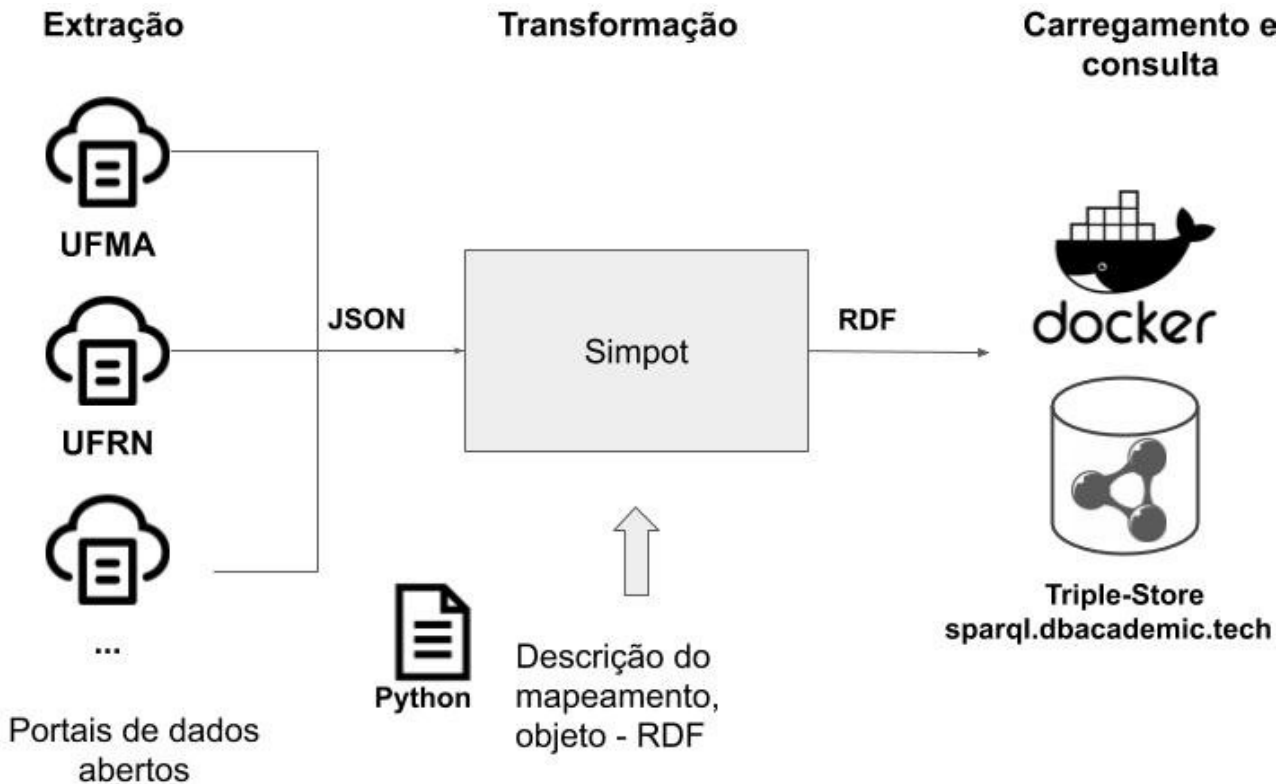 Extração
Transformação
Carregamento e
consulta
UFMA
UFRN
...
Portais de dados
abertos
JSON
Simpot
RDF
Python
Descrição do
mapeamento,
objeto - RDF
docker
Triple-Store
sparql.dbacademic.tech